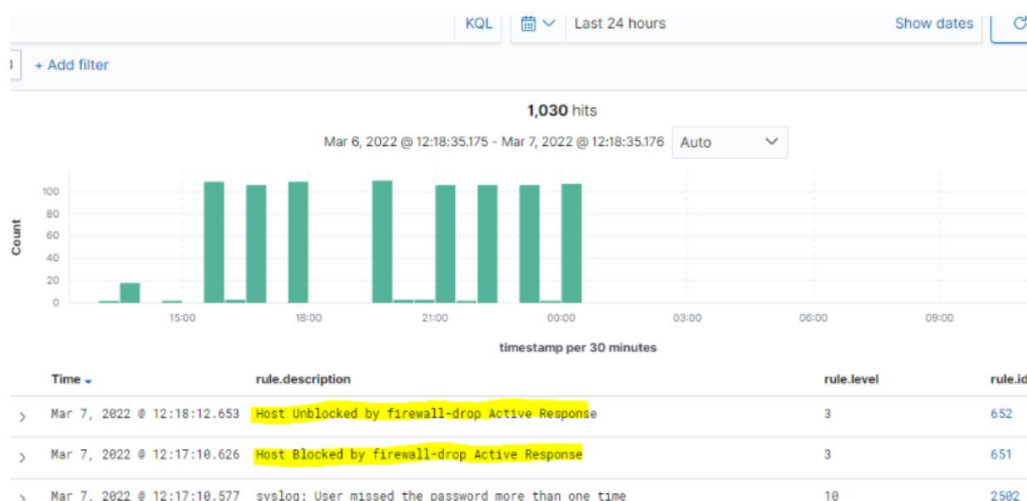 KQL Last 24 hours Show dates
+ Add filter
1,030 hits
Mar 6, 2022 @ 12:18:35.175 - Mar 7, 2022 @ 12:18:35.176 Auto
Count
100
80
60
40
20
0
15:00 18:00 21:00 00:00 03:00 06:00 09:00
timestamp per 30 minutes
Time rule.description rule.level rule.id
Mar 7, 2022 @ 12:18:12.653 Host Unblocked by firewall-drop Active Response 3 652
Mar 7, 2022 @ 12:17:10.626 Host Blocked by firewall-drop Active Response 3 651
Mar 7, 2022 @ 12:17:10.577 syslog: User missed the password more than one time 10 2502